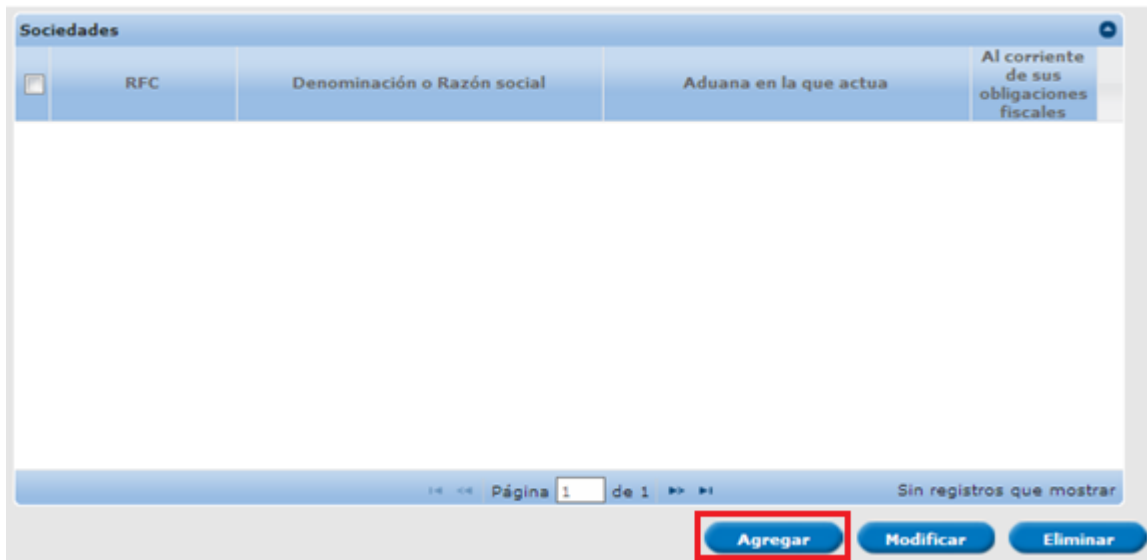 Sociedades
RFC
Denominación o Razón social
Aduana en la que actua
Al corriente
de sus
obligaciones
fiscales
Página 1 de 1
Sin registros que mostrar
Agregar
Modificar
Eliminar